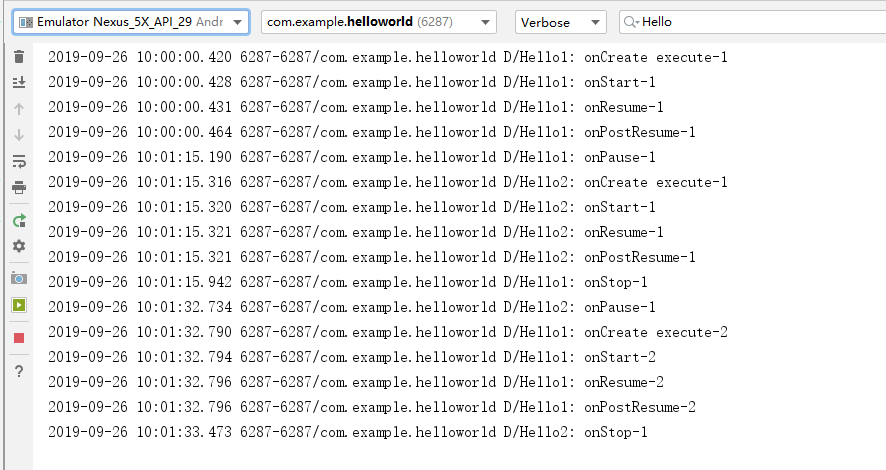 Emulator Nexus_5X_API_29 Andr com.example.helloworld (6287) Verbose Hello
2019-09-26 10:00:00.420 6287-6287/com.example.helloworld D/Hello1: onCreate execute-1
2019-09-26 10:00:00.428 6287-6287/com.example.helloworld D/Hello1: onStart-1
2019-09-26 10:00:00.431 6287-6287/com.example.helloworld D/Hello1: onResume-1
2019-09-26 10:00:00.464 6287-6287/com.example.helloworld D/Hello1: onPostResume-1
2019-09-26 10:01:15.190 6287-6287/com.example.helloworld D/Hello1: onPause-1
2019-09-26 10:01:15.316 6287-6287/com.example.helloworld D/Hello2: onCreate execute-1
2019-09-26 10:01:15.320 6287-6287/com.example.helloworld D/Hello2: onStart-1
2019-09-26 10:01:15.321 6287-6287/com.example.helloworld D/Hello2: onResume-1
2019-09-26 10:01:15.321 6287-6287/com.example.helloworld D/Hello2: onPostResume-1
2019-09-26 10:01:15.942 6287-6287/com.example.helloworld D/Hello1: onStop-1
2019-09-26 10:01:32.734 6287-6287/com.example.helloworld D/Hello2: onPause-1
2019-09-26 10:01:32.790 6287-6287/com.example.helloworld D/Hello1: onCreate execute-2
2019-09-26 10:01:32.794 6287-6287/com.example.helloworld D/Hello1: onStart-2
2019-09-26 10:01:32.796 6287-6287/com.example.helloworld D/Hello1: onResume-2
2019-09-26 10:01:32.796 6287-6287/com.example.helloworld D/Hello1: onPostResume-2
2019-09-26 10:01:33.473 6287-6287/com.example.helloworld D/Hello2: onStop-1